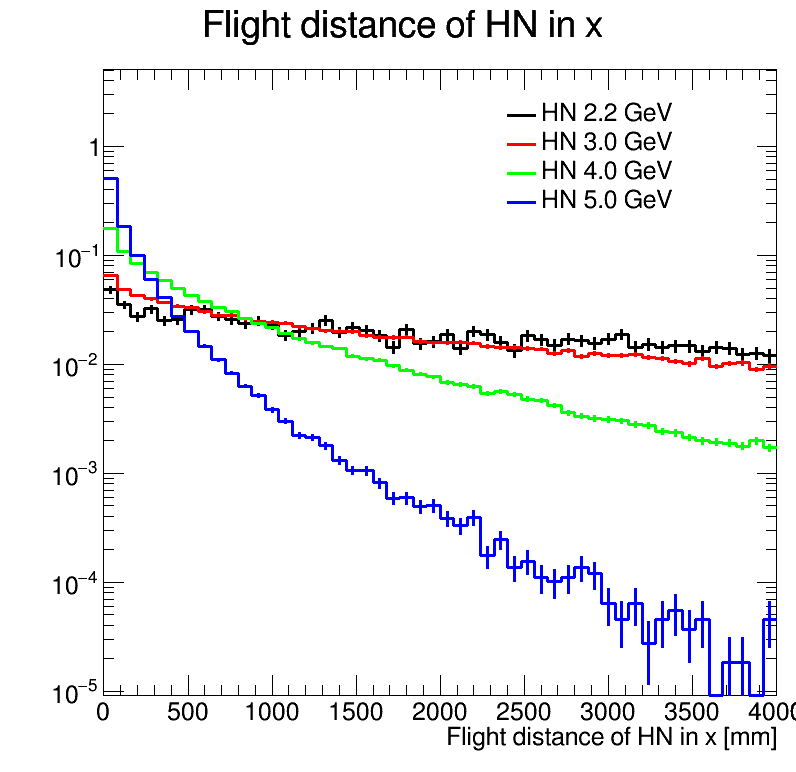 Flight distance of HN in x
HN 2.2 GeV
HN 3.0 GeV
HN 4.0 GeV
HN 5.0 GeV
1
10⁻¹
10⁻²
10⁻³
10⁻⁴
10⁻⁵
0 500 1000 1500 2000 2500 3000 3500 4000
Flight distance of HN in x [mm]